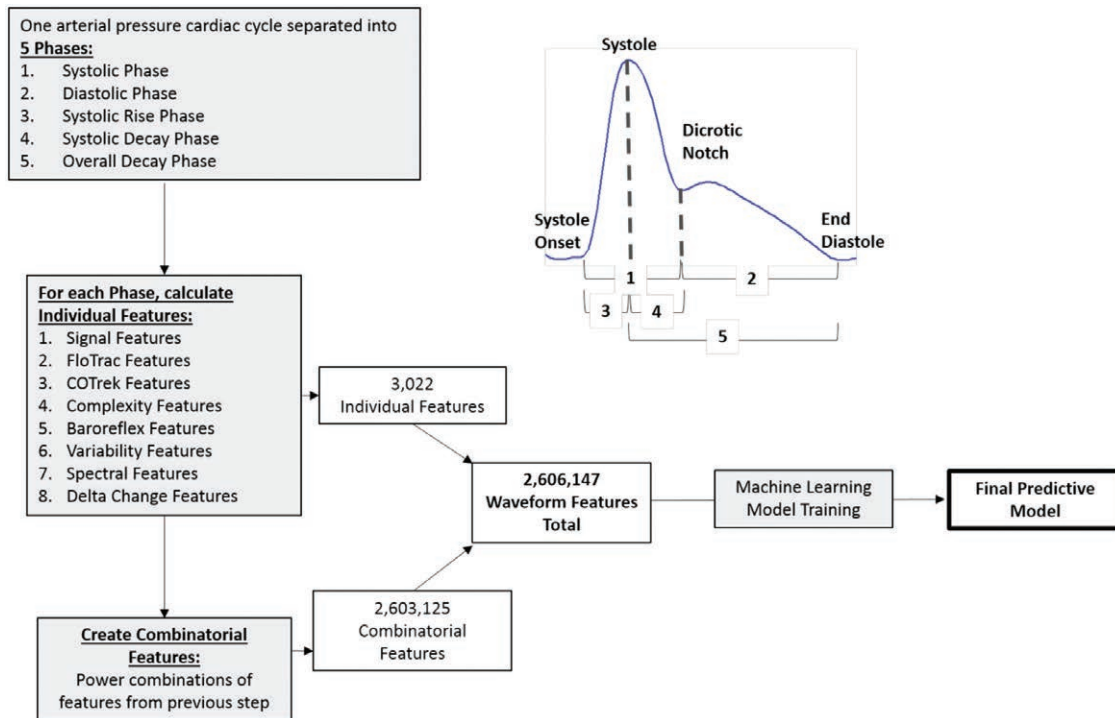 One arterial pressure cardiac cycle separated into
5 Phases:
1. Systolic Phase
2. Diastolic Phase
3. Systolic Rise Phase
4. Systolic Decay Phase
5. Overall Decay Phase
Systole
Dicrotic
Notch
Systole
Onset
End
Diastole
1
2
3
4
5
For each Phase, calculate
Individual Features:
1. Signal Features
2. FloTrac Features
3. COTrek Features
4. Complexity Features
5. Baroreflex Features
6. Variability Features
7. Spectral Features
8. Delta Change Features
3,022
Individual Features
2,606,147
Waveform Features
Total
Machine Learning
Model Training
Final Predictive
Model
2,603,125
Combinatorial
Features
Create Combinatorial
Features:
Power combinations of
features from previous step